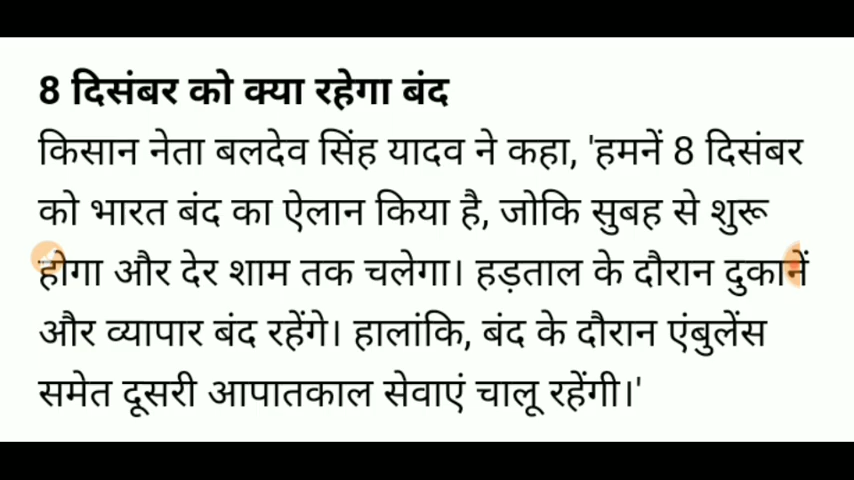 8 दिसंबर को क्या रहेगा बंद
किसान नेता बलदेव सिंह यादव ने कहा, 'हमनें 8 दिसंबर
को भारत बंद का ऐलान किया है, जोकि सुबह से शुरू
होगा और देर शाम तक चलेगा। हड़ताल के दौरान दुकानें
और व्यापार बंद रहेंगे। हालांकि, बंद के दौरान एंबुलेंस
समेत दूसरी आपातकाल सेवाएं चालू रहेंगी।'